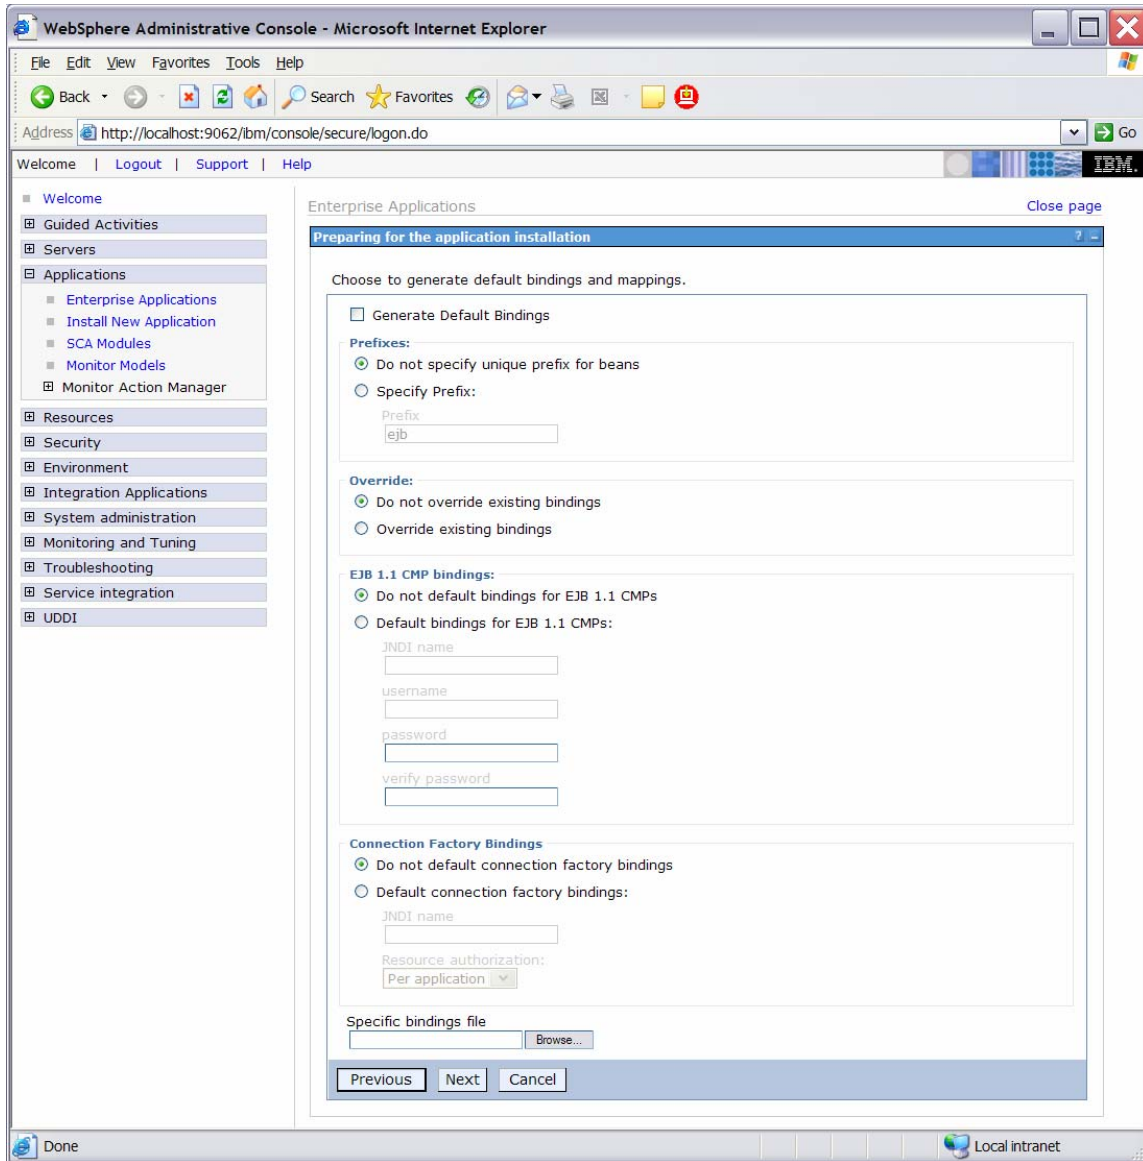 WebSphere Administrative Console - Microsoft Internet Explorer
File Edit View Favorites Tools Help
Back Search Favorites
Address http://localhost:9062/ibm/console/secure/logon.do Go
Welcome | Logout | Support | Help IBM.
Welcome
Guided Activities
Servers
Applications
Enterprise Applications
Install New Application
SCA Modules
Monitor Models
Monitor Action Manager
Resources
Security
Environment
Integration Applications
System administration
Monitoring and Tuning
Troubleshooting
Service integration
UDDI
Enterprise Applications Close page
Preparing for the application installation ? -
Choose to generate default bindings and mappings.
Generate Default Bindings
Prefixes:
Do not specify unique prefix for beans
Specify Prefix:
Prefix
ejb
Override:
Do not override existing bindings
Override existing bindings
EJB 1.1 CMP bindings:
Do not default bindings for EJB 1.1 CMPs
Default bindings for EJB 1.1 CMPs:
JNDI name
username
password
verify password
Connection Factory Bindings
Do not default connection factory bindings
Default connection factory bindings:
JNDI name
Resource authorization:
Per application
Specific bindings file
Browse...
Previous Next Cancel
Done Local intranet